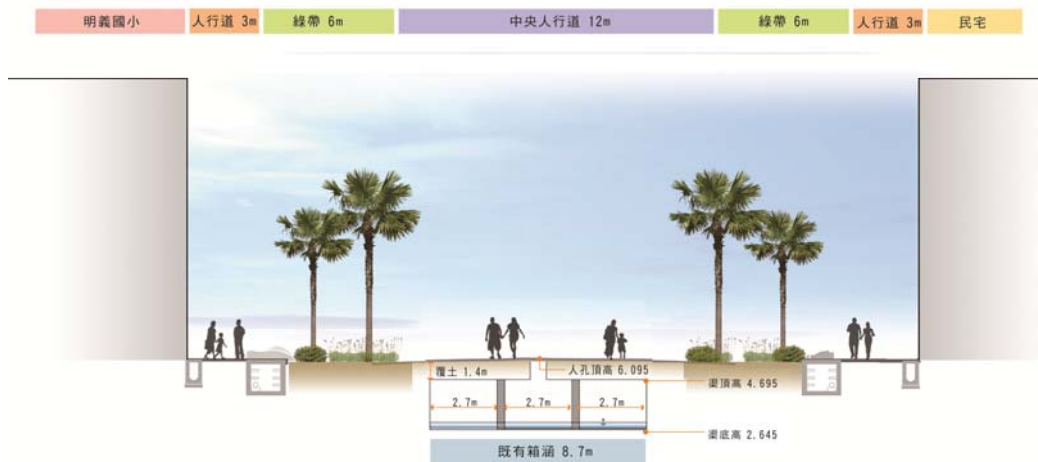 明義國小
人行道 3m
綠帶 6m
中央人行道 12m
綠帶 6m
人行道 3m
民宅
覆土 1.4m
人孔頂高 6.095
渠頂高 4.695
2.7m
2.7m
2.7m
渠底高 2.645
既有箱涵 8.7m